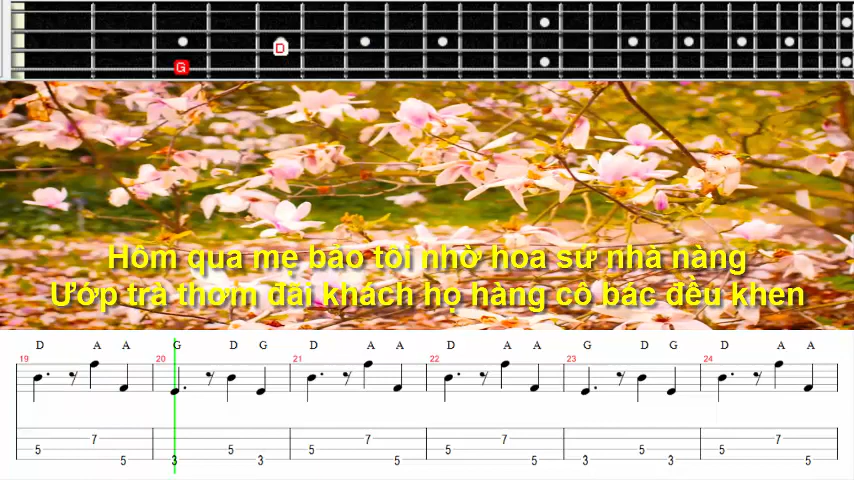 D
G
Hôm qua mẹ bảo tôi nhờ hoa sứ nhà nàng
Ướp trà thơm đãi khách họ hàng cô bác đều khen
D A A G D G D A A D A A G D G D A A
19 20 21 22 23 24
7 7 7 7
5 5 5 5 5 5
5 3 3 5 5 3 3 5